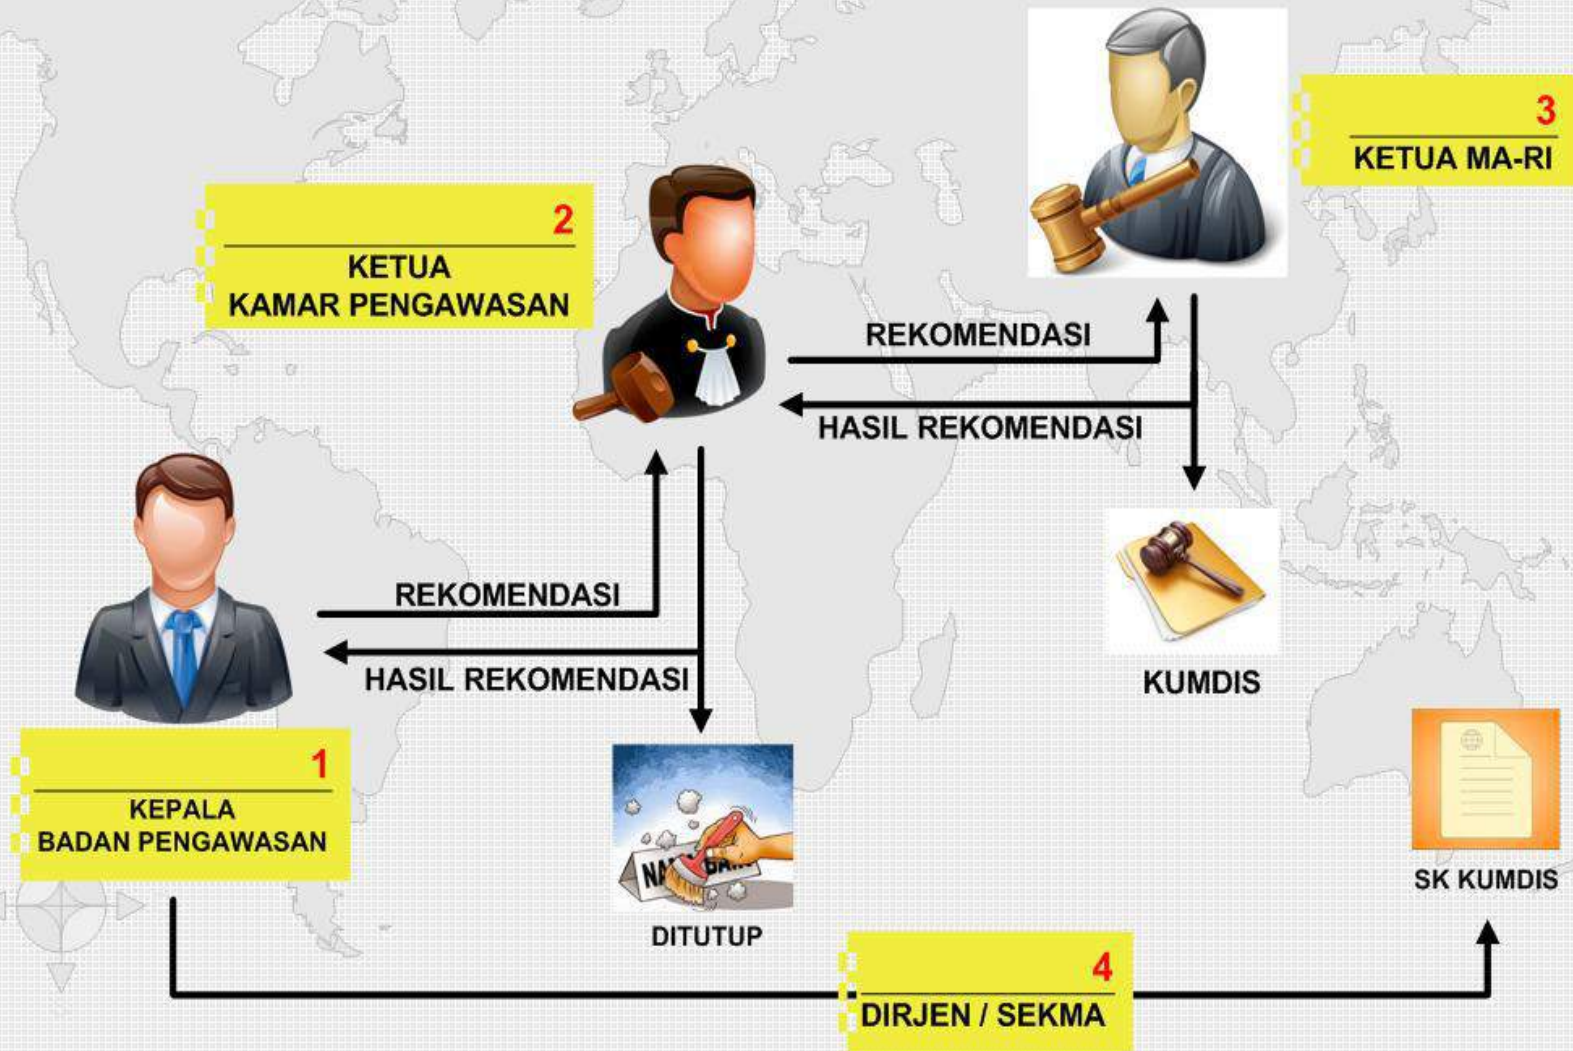 3
KETUA MA-RI
2
KETUA
KAMAR PENGAWASAN
REKOMENDASI
HASIL REKOMENDASI
REKOMENDASI
HASIL REKOMENDASI
KUMDIS
1
KEPALA
BADAN PENGAWASAN
SK KUMDIS
DITUTUP
4
DIRJEN / SEKMA